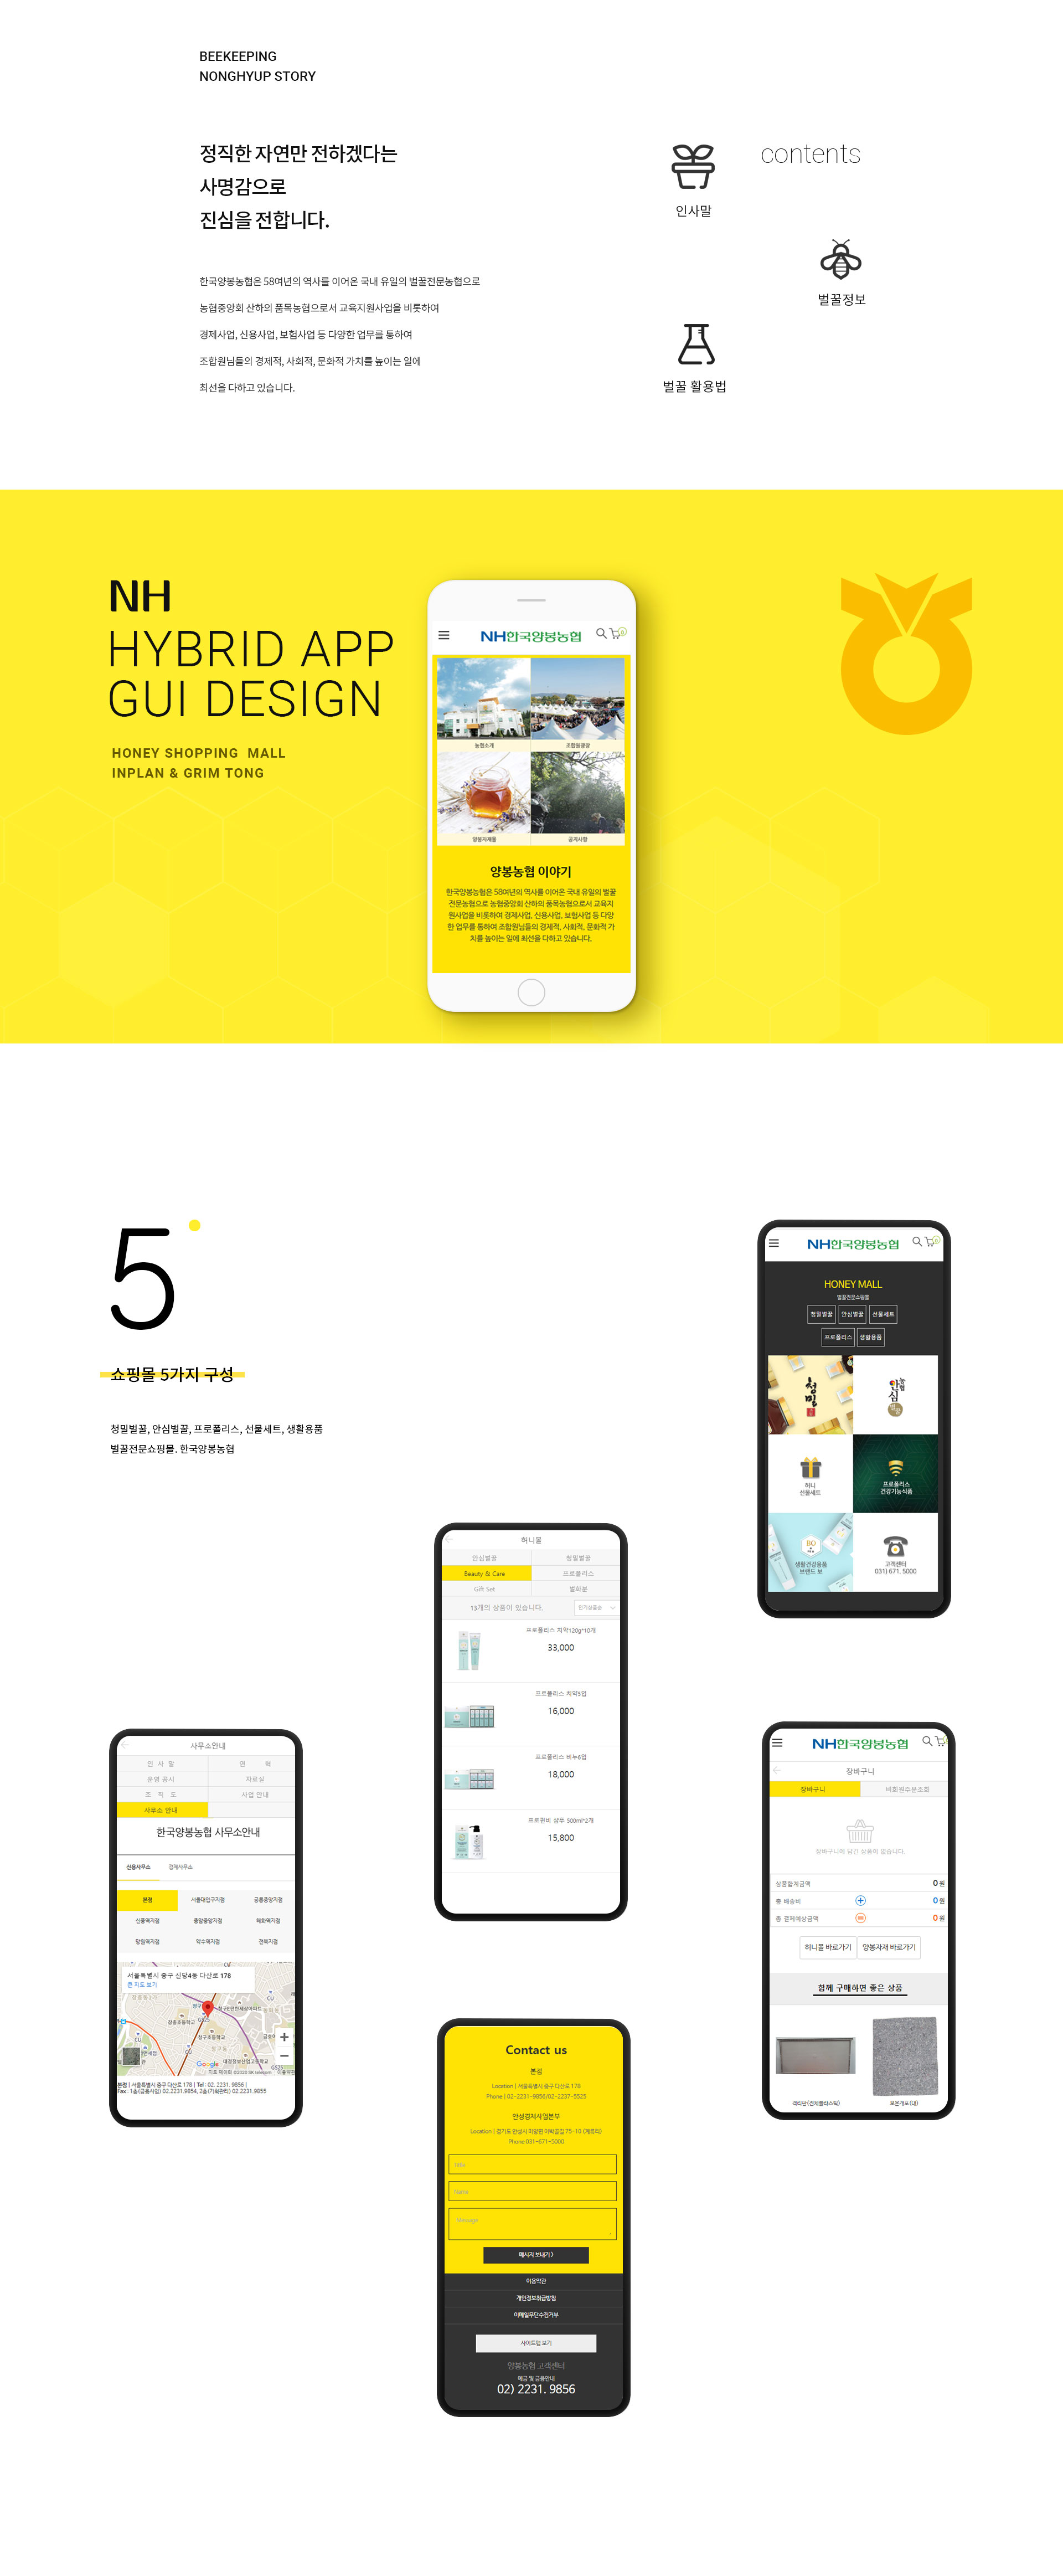 BEEKEEPING
NONGHYUP STORY
정직한 자연만 전하겠다는
사명감으로
진심을 전합니다.
한국양봉농협은 58여년의 역사를 이어온 국내 유일의 벌꿀전문농협으로
농협중앙회 산하의 품목농협으로서 교육지원사업을 비롯하여
경제사업, 신용사업, 보험사업 등 다양한 업무를 통하여
조합원님들의 경제적, 사회적, 문화적 가치를 높이는 일에
최선을 다하고 있습니다.
contents
인사말
벌꿀정보
벌꿀 활용법
NH
HYBRID APP
GUI DESIGN
HONEY SHOPPING MALL
INPLAN & GRIM TONG
NH한국양봉농협
농협소개
조합원광장
양봉자재몰
공지사항
양봉농협 이야기
한국양봉농협은 58여년의 역사를 이어온 국내 유일의 벌꿀
전문농협으로 농협중앙회 산하의 품목농협으로서 교육지
원사업을 비롯하여 경제사업, 신용사업, 보험사업 등 다양
한 업무를 통하여 조합원님들의 경제적, 사회적, 문화적 가
치를 높이는 일에 최선을 다하고 있습니다.
5
쇼핑몰 5가지 구성
청밀벌꿀, 안심벌꿀, 프로폴리스, 선물세트, 생활용품
벌꿀전문쇼핑몰. 한국양봉농협
NH한국양봉농협
HONEY MALL
벌꿀전문쇼핑몰
청밀벌꿀 안심벌꿀 선물세트
프로폴리스 생활용품
청밀
농협
안심
허니
선물세트
프로폴리스
건강기능식품
생활건강용품
브랜드 보
고객센터
031) 671. 5000
허니몰
안심벌꿀 청밀벌꿀
Beauty & Care 프로폴리스
Gift Set 벌화분
13개의 상품이 있습니다. 인기상품순
프로폴리스 치약120g*10개
33,000
프로폴리스 치약5입
16,000
프로폴리스 비누6입
18,000
프로흰비 샴푸 500ml*2개
15,800
사무소안내
인 사 말 연 혁
운영 공시 자료실
조 직 도 사업 안내
사무소 안내
한국양봉농협 사무소안내
신용사무소 경제사무소
본점 서울대입구지점 공릉중앙지점
신풍역지점 중앙중앙지점 체화역지점
망원역지점 약수역지점 전북지점
서울특별시 중구 신당4동 다산로 178
큰 지도 보기
Google
본점 | 서울특별시 중구 다산로 178 | Tel : 02. 2231. 9856 |
Fax : 1층(금융사업) 02.2231.9854, 2층(기획관리) 02.2231.9855
NH한국양봉농협
장바구니
장바구니 비회원주문조회
장바구니에 담긴 상품이 없습니다.
상품합계금액 0 원
총 배송비 0 원
총 결제예상금액 0 원
허니몰 바로가기 양봉자재 바로가기
함께 구매하면 좋은 상품
격리판(전체플라스틱) 보온개포(대)
Contact us
본점
Location | 서울특별시 중구 다산로 178
Phone | 02-2231-9856/02-2237-5525
안성경제사업본부
Location | 경기도 안성시 미양면 미박골길 75-10 (계륵리)
Phone 031-671-5000
Title
Name
Message
메시지 보내기 >
이용약관
개인정보취급방침
이메일무단수집거부
사이트맵 보기
양봉농협 고객센터
예금 및 금융안내
02) 2231. 9856